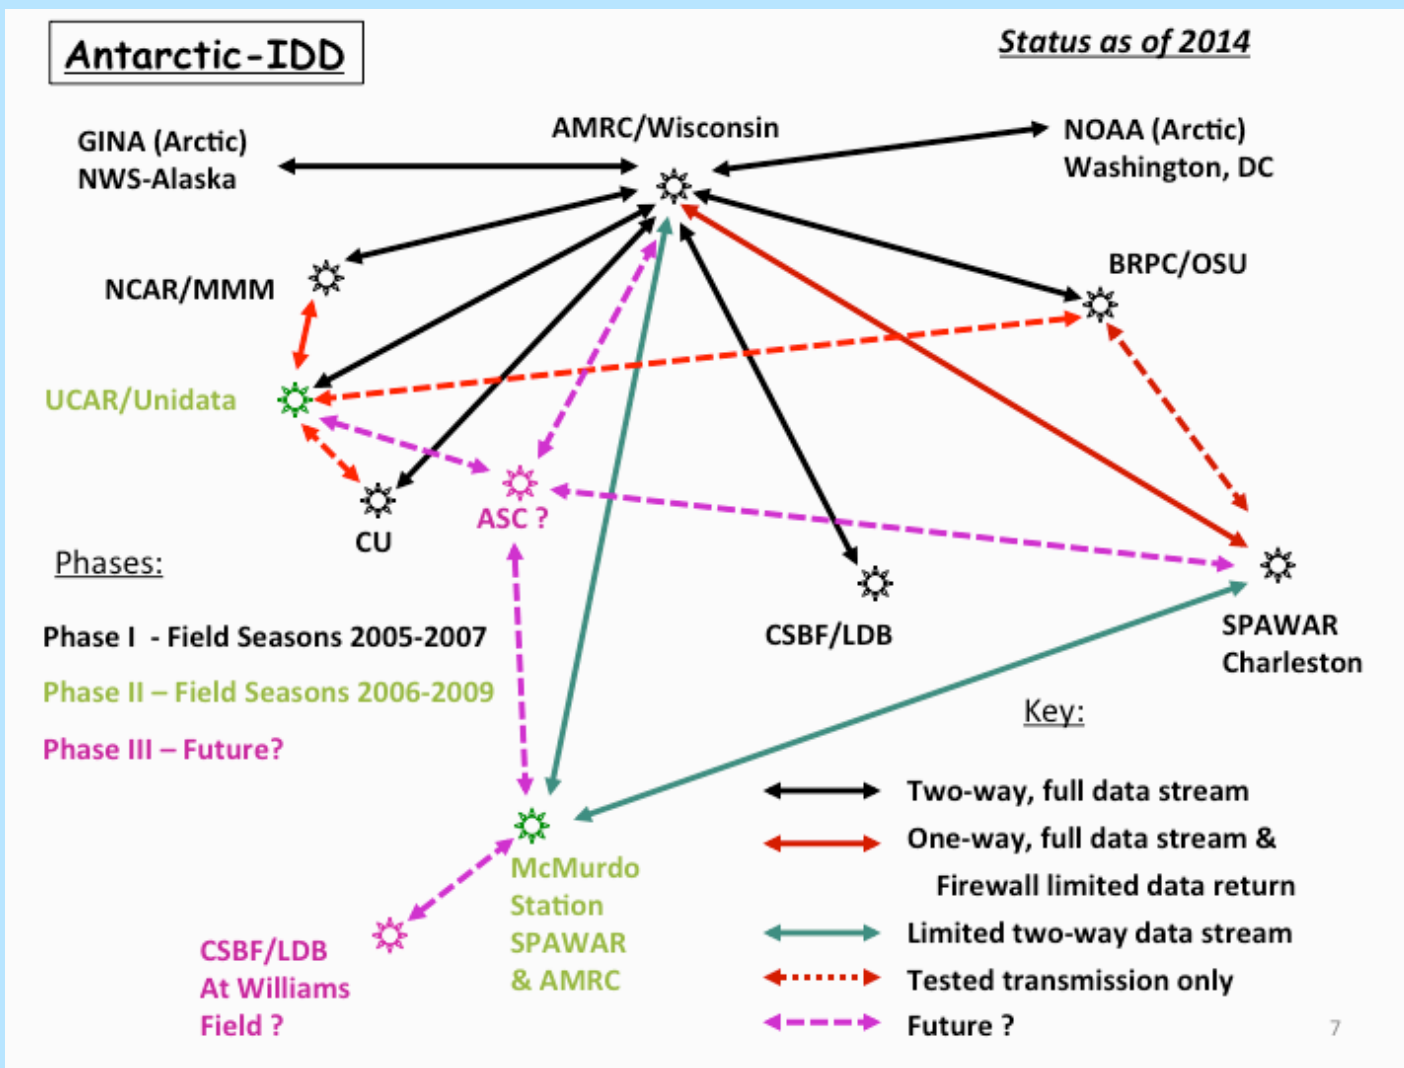 Antarctic-IDD
Status as of 2014
GINA (Arctic)
NWS-Alaska
AMRC/Wisconsin
NOAA (Arctic)
Washington, DC
NCAR/MMM
BRPC/OSU
UCAR/Unidata
CU
ASC ?
CSBF/LDB
SPAWAR
Charleston
Phases:
Phase I - Field Seasons 2005-2007
Phase II – Field Seasons 2006-2009
Phase III – Future?
McMurdo
Station
SPAWAR
& AMRC
CSBF/LDB
At Williams
Field ?
Key:
Two-way, full data stream
One-way, full data stream &
Firewall limited data return
Limited two-way data stream
Tested transmission only
Future ?
7